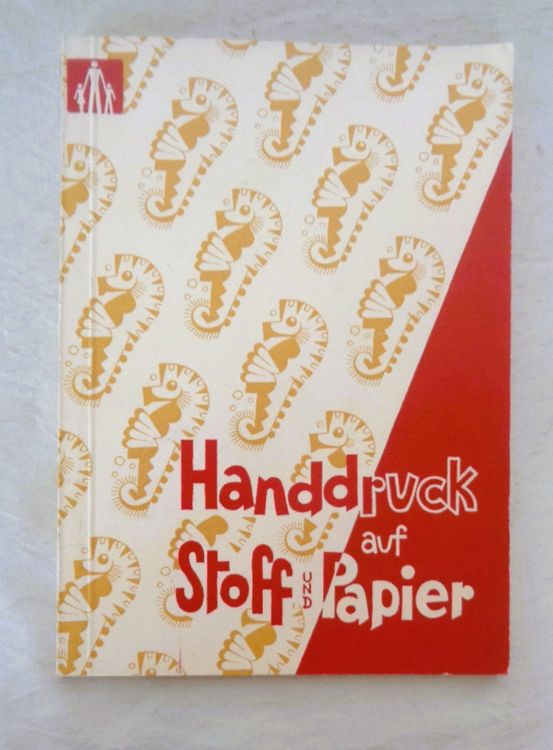 Handdruck
auf
Stoff UND Papier